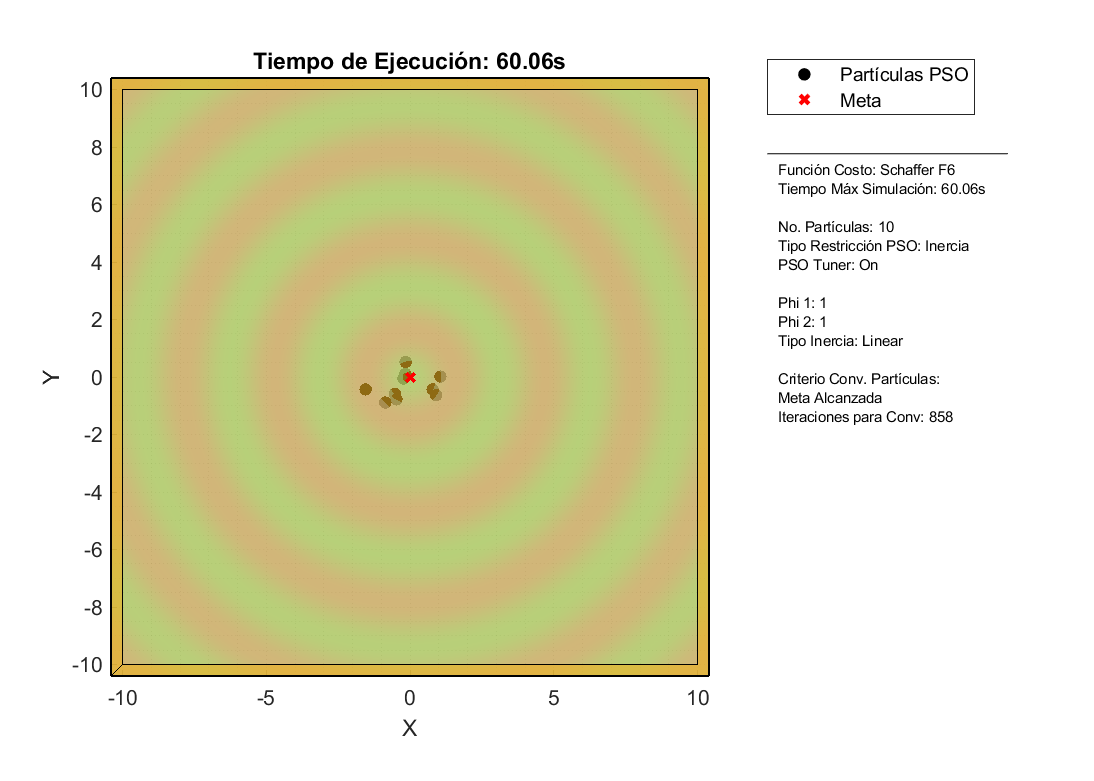 Tiempo de Ejecución: 60.06s
10
8
6
4
2
0
-2
-4
-6
-8
-10
Y
-10
-5
0
5
10
X
Partículas PSO
Meta
Función Costo: Schaffer F6
Tiempo Máx Simulación: 60.06s
No. Partículas: 10
Tipo Restricción PSO: Inercia
PSO Tuner: On
Phi 1: 1
Phi 2: 1
Tipo Inercia: Linear
Criterio Conv. Partículas:
Meta Alcanzada
Iteraciones para Conv: 858